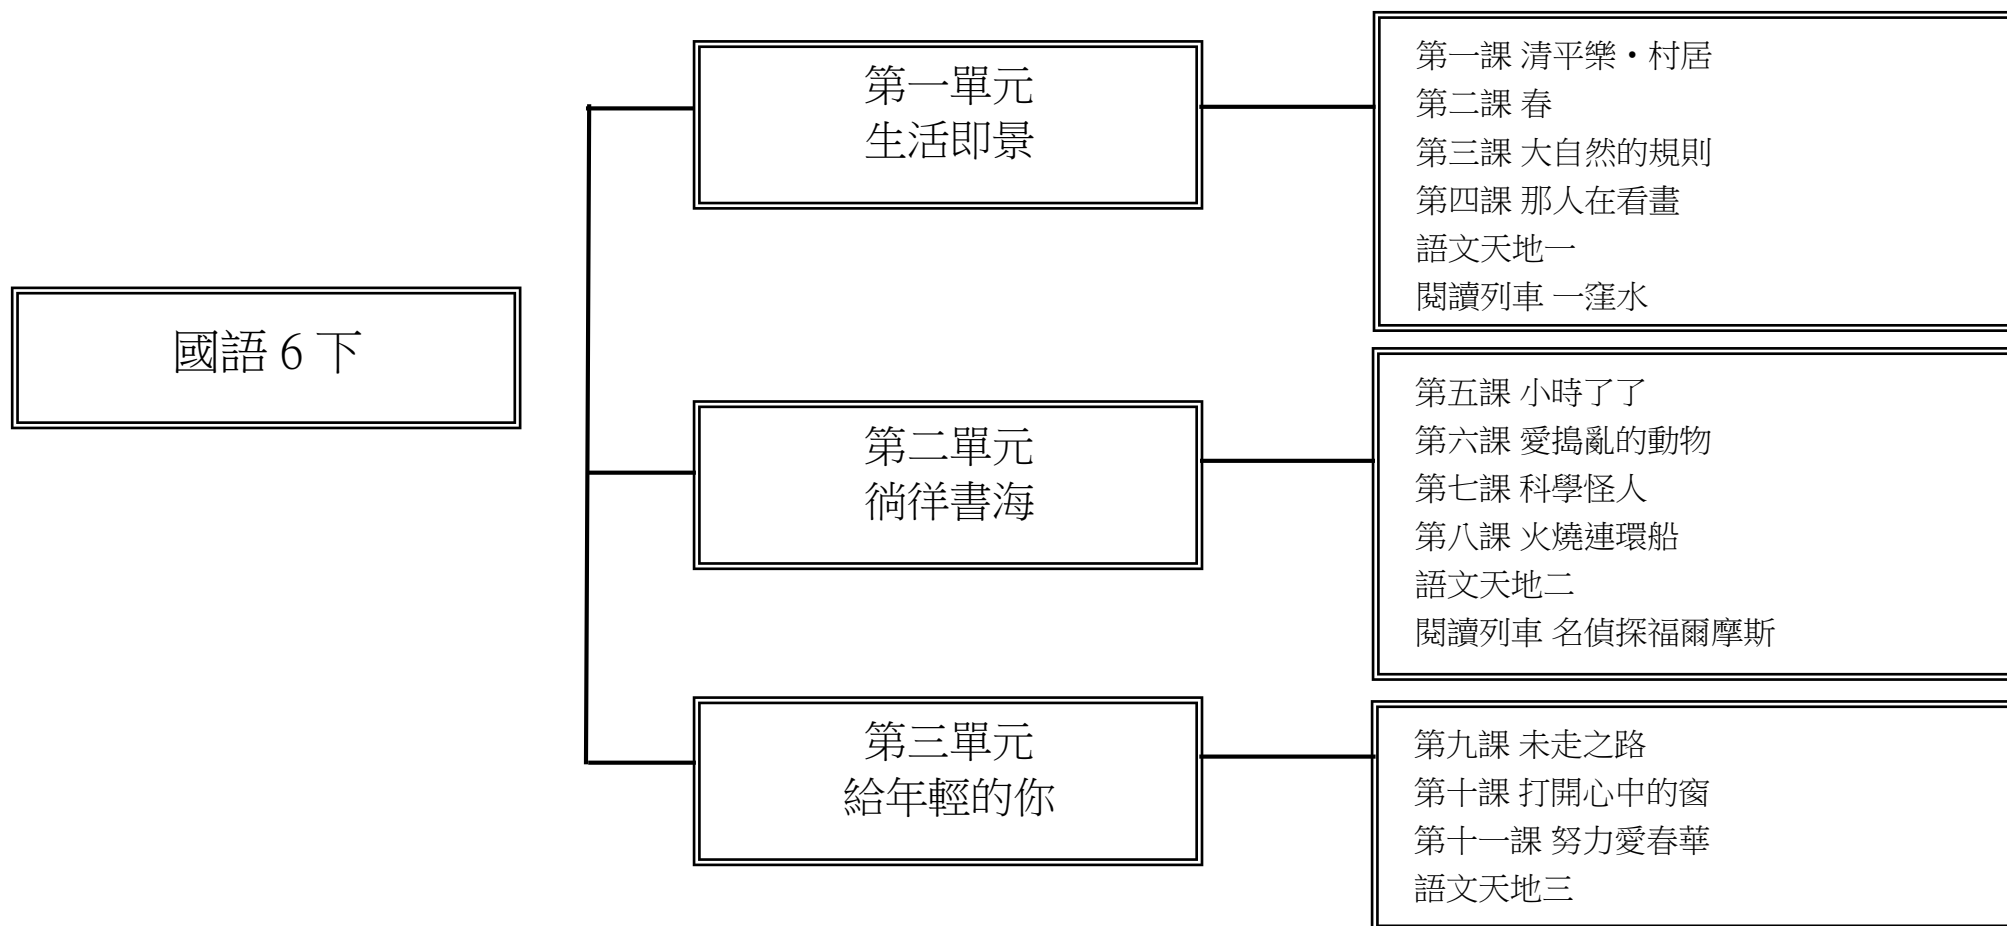 國語 6 下
第一單元
生活即景
第一課 清平樂・村居
第二課 春
第三課 大自然的規則
第四課 那人在看畫
語文天地一
閱讀列車 一窪水
第二單元
徜徉書海
第五課 小時了了
第六課 愛搗亂的動物
第七課 科學怪人
第八課 火燒連環船
語文天地二
閱讀列車 名偵探福爾摩斯
第三單元
給年輕的你
第九課 未走之路
第十課 打開心中的窗
第十一課 努力愛春華
語文天地三